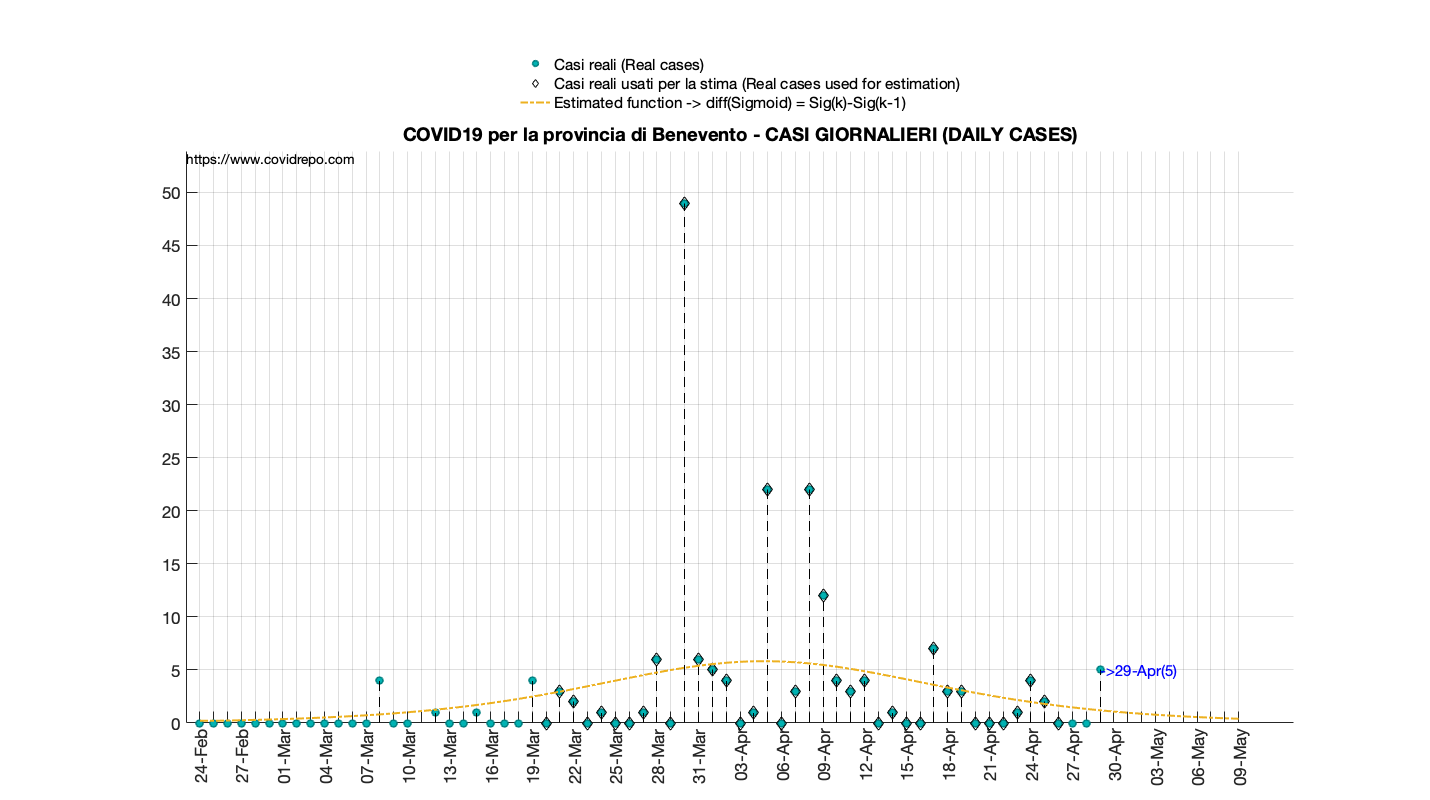 Casi reali (Real cases)
Casi reali usati per la stima (Real cases used for estimation)
Estimated function -> diff(Sigmoid) = Sig(k)-Sig(k-1)
COVID19 per la provincia di Benevento - CASI GIORNALIERI (DAILY CASES)
https://www.covidrepo.com
50
45
40
35
30
25
20
15
10
5
0
>29-Apr(5)
24-Feb
27-Feb
01-Mar
04-Mar
07-Mar
10-Mar
13-Mar
16-Mar
19-Mar
22-Mar
25-Mar
28-Mar
31-Mar
03-Apr
06-Apr
09-Apr
12-Apr
15-Apr
18-Apr
21-Apr
24-Apr
27-Apr
30-Apr
03-May
06-May
09-May